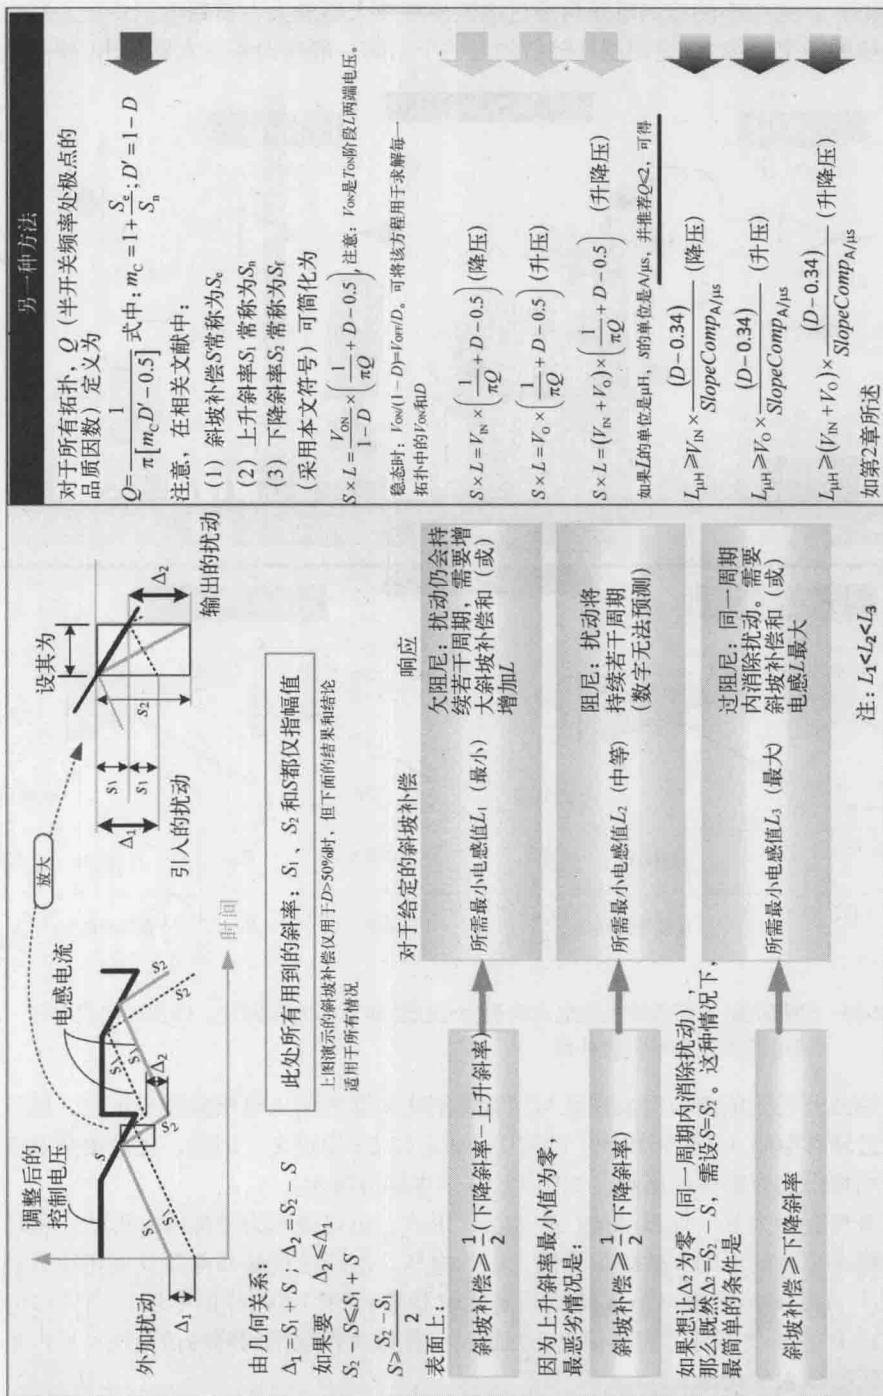 调整后的
控制电压
外加扰动
Δ₁
S
S₁
S₁
S₂
Δ₂
S₁
S₁
S₂
S₂
电感电流
时间
放大
设其为1
Δ₁
S₁
S₁
S₂
Δ₂
引入的扰动
输出的扰动
由几何关系：
Δ₁=S₁+S Δ₂=S₂−S
如果要 Δ₂≤Δ₁
S₂−S≤S₁+S
S≥(S₂−S₁)/2
此处所有用到的斜率：S₁、S₂和S都仅指幅值
上图演示的斜坡补偿仅用于D>50%时，但下面的结果和结论
适用于所有情况
表面上：
斜坡补偿≥1/2(下降斜率−上升斜率)
因为上升斜率最小值为零，
最恶劣情况是：
斜坡补偿≥1/2(下降斜率)
如果想让Δ₂为零（同一周期内消除扰动），
那么既然Δ₂=S₂−S，需设S=S₂。这种情况下，
最简单的条件是
斜坡补偿≥下降斜率
对于给定的斜坡补偿
所需最小电感值L₁（最小）
所需最小电感值L₂（中等）
所需最小电感值L₃（最大）
响应
欠阻尼：扰动仍会持
续若干周期，需要增
大斜坡补偿和（或）
增加L
阻尼：扰动将
持续若干周期
（数字无法预测）
过阻尼：同一周期
内消除扰动。需要
斜坡补偿和（或）
电感L最大
注：L₁<L₂<L₃
另一种方法
对于所有拓扑，Q（半开关频率处极点的
品质因数）定义为
Q=1/(π[m_C D′−0.5]) 式中：m_C=1+S_e/S_n；D′=1−D
注意，在相关文献中：
（1）斜坡补偿S常称为Sₑ
（2）上升斜率S₁ 常称为Sₙ
（3）下降斜率S₂ 常称为S_f
（采用本文符号）可简化为
S×L=V_ON/(1−D)×(1/(πQ)+D−0.5)，注意：V_ON是T_ON阶段L两端电压。
稳态时：V_ON/(1−D)=V_OFF/D。可将该方程用于求解每一
拓扑中的V_ON和D
S×L=V_IN×(1/(πQ)+D−0.5)（降压）
S×L=V_O×(1/(πQ)+D−0.5)（升压）
S×L=(V_IN+V_O)×(1/(πQ)+D−0.5)（升降压）
如果L的单位是μH，S的单位是A/μs，并推荐Q<2，可得
L_μH≥V_IN×(D−0.34)/SlopeComp_A/μs（降压）
L_μH≥V_O×(D−0.34)/SlopeComp_A/μs（升压）
L_μH≥(V_IN+V_O)×(D−0.34)/SlopeComp_A/μs（升降压）
如第2章所述